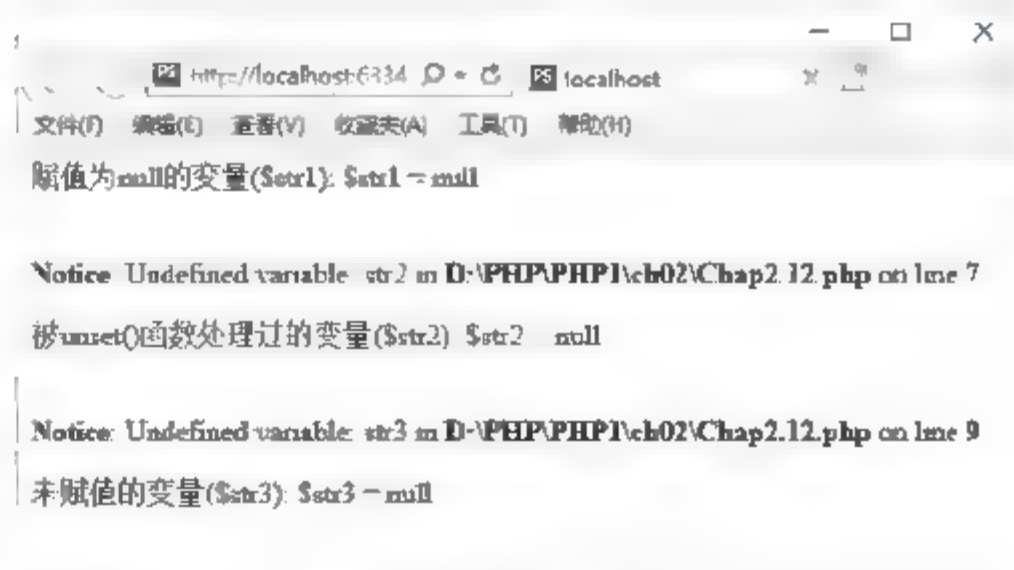 http://localhost:6334 localhost
文件(F) 编辑(E) 查看(V) 收藏夹(A) 工具(T) 帮助(H)
赋值为null的变量($str1): $str1 = null
Notice: Undefined variable: str2 in D:\PHP\PHP1\ch02\Chap2.12.php on line 7
被unset()函数处理过的变量($str2): $str2 = null
Notice: Undefined variable: str3 in D:\PHP\PHP1\ch02\Chap2.12.php on line 9
未赋值的变量($str3): $str3 = null